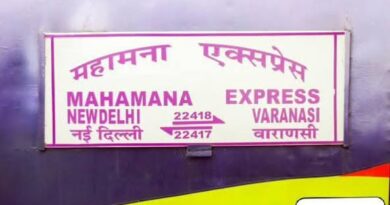 महामना एक्सप्रेस
MAHAMANA EXPRESS
NEWDELHI 22418 VARANASI
नई दिल्ली 22417 वाराणसी